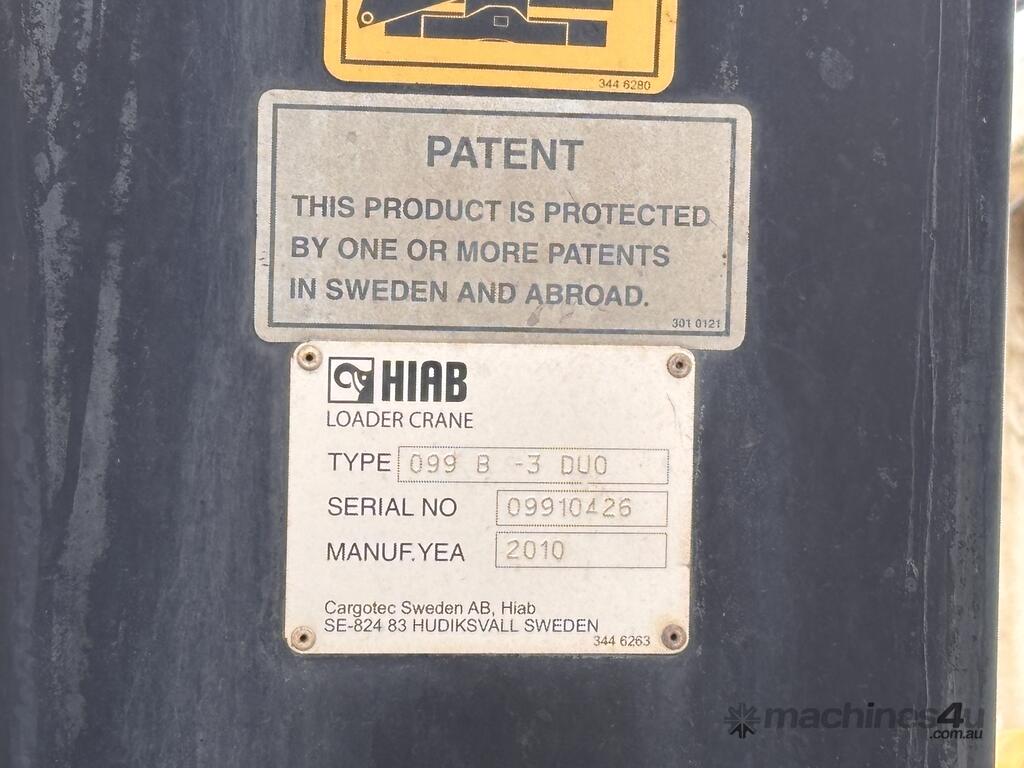 344 6280
PATENT
THIS PRODUCT IS PROTECTED
BY ONE OR MORE PATENTS
IN SWEDEN AND ABROAD.
301 0121
HIAB
LOADER CRANE
TYPE 099 B -3 DUO
SERIAL NO 09910426
MANUF.YEA 2010
Cargotec Sweden AB, Hiab
SE-824 83 HUDIKSVALL SWEDEN
344 6263
machines4u
.com.au